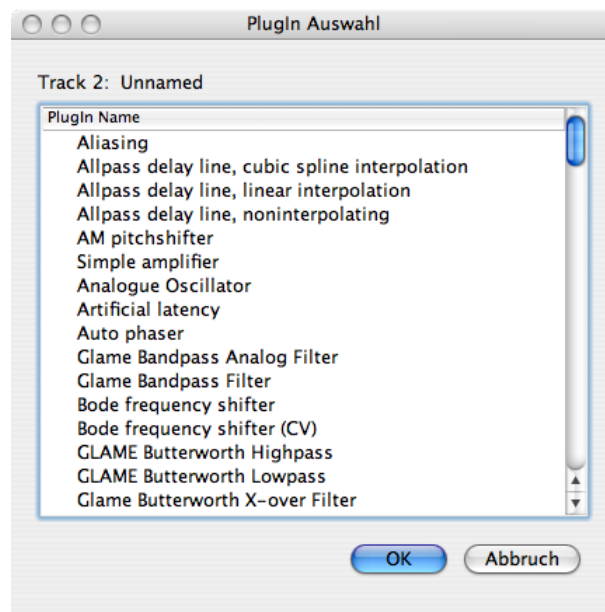 PlugIn Auswahl
Track 2: Unnamed
PlugIn Name
Aliasing
Allpass delay line, cubic spline interpolation
Allpass delay line, linear interpolation
Allpass delay line, noninterpolating
AM pitchshifter
Simple amplifier
Analogue Oscillator
Artificial latency
Auto phaser
Glame Bandpass Analog Filter
Glame Bandpass Filter
Bode frequency shifter
Bode frequency shifter (CV)
GLAME Butterworth Highpass
GLAME Butterworth Lowpass
Glame Butterworth X-over Filter
OK
Abbruch